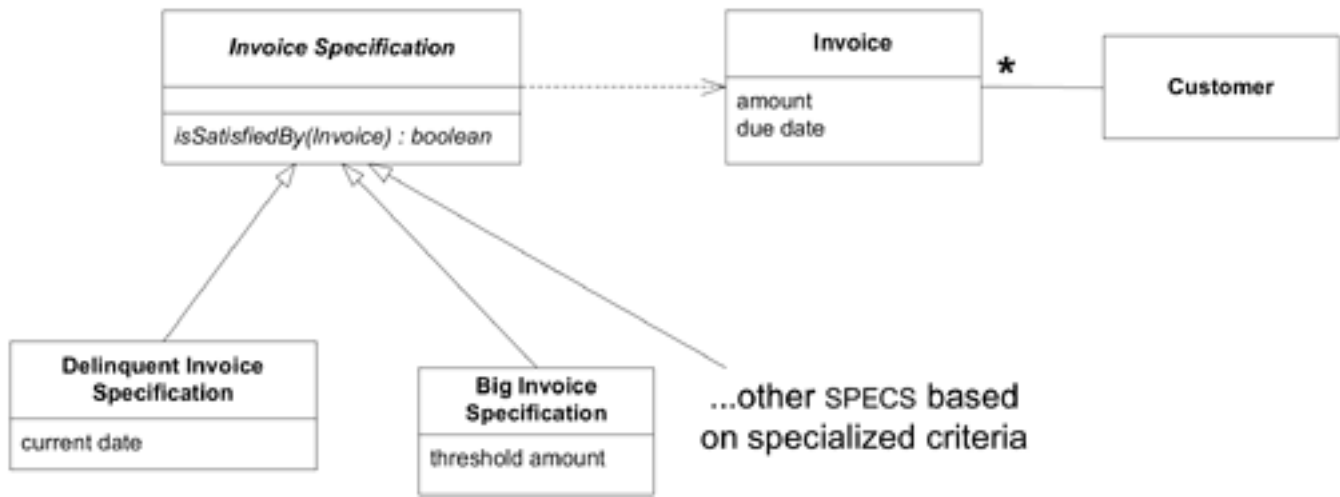 Invoice Specification
isSatisfiedBy(Invoice) : boolean
Invoice
amount
due date
*
Customer
Delinquent Invoice
Specification
current date
Big Invoice
Specification
threshold amount
...other SPECS based
on specialized criteria